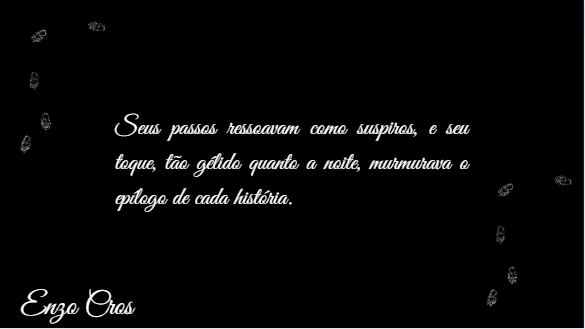 Seus passos ressoavam como suspiros, e seu
toque, tão gélido quanto a noite, murmurava o
epílogo de cada história.
Enzo Cros